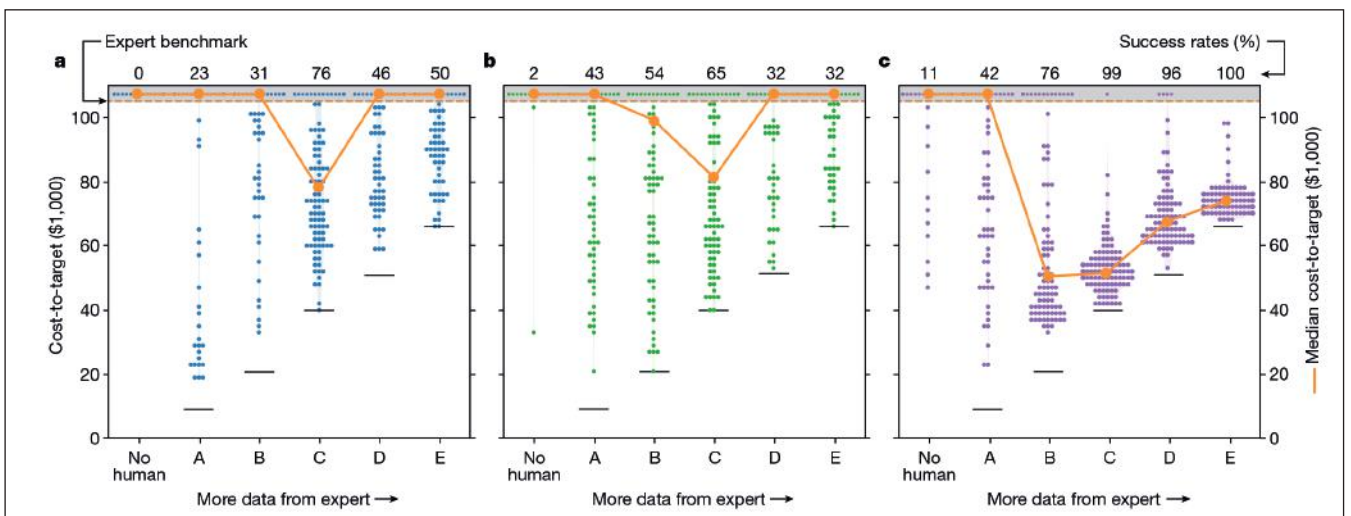 Expert benchmark
Success rates (%)
a
0 23 31 76 46 50
b
2 43 54 65 32 32
c
11 42 76 99 96 100
Cost-to-target ($1,000)
100
80
60
40
20
0
100
80
60
40
20
0
Median cost-to-target ($1,000)
No human A B C D E
No human A B C D E
No human A B C D E
More data from expert →
More data from expert →
More data from expert →